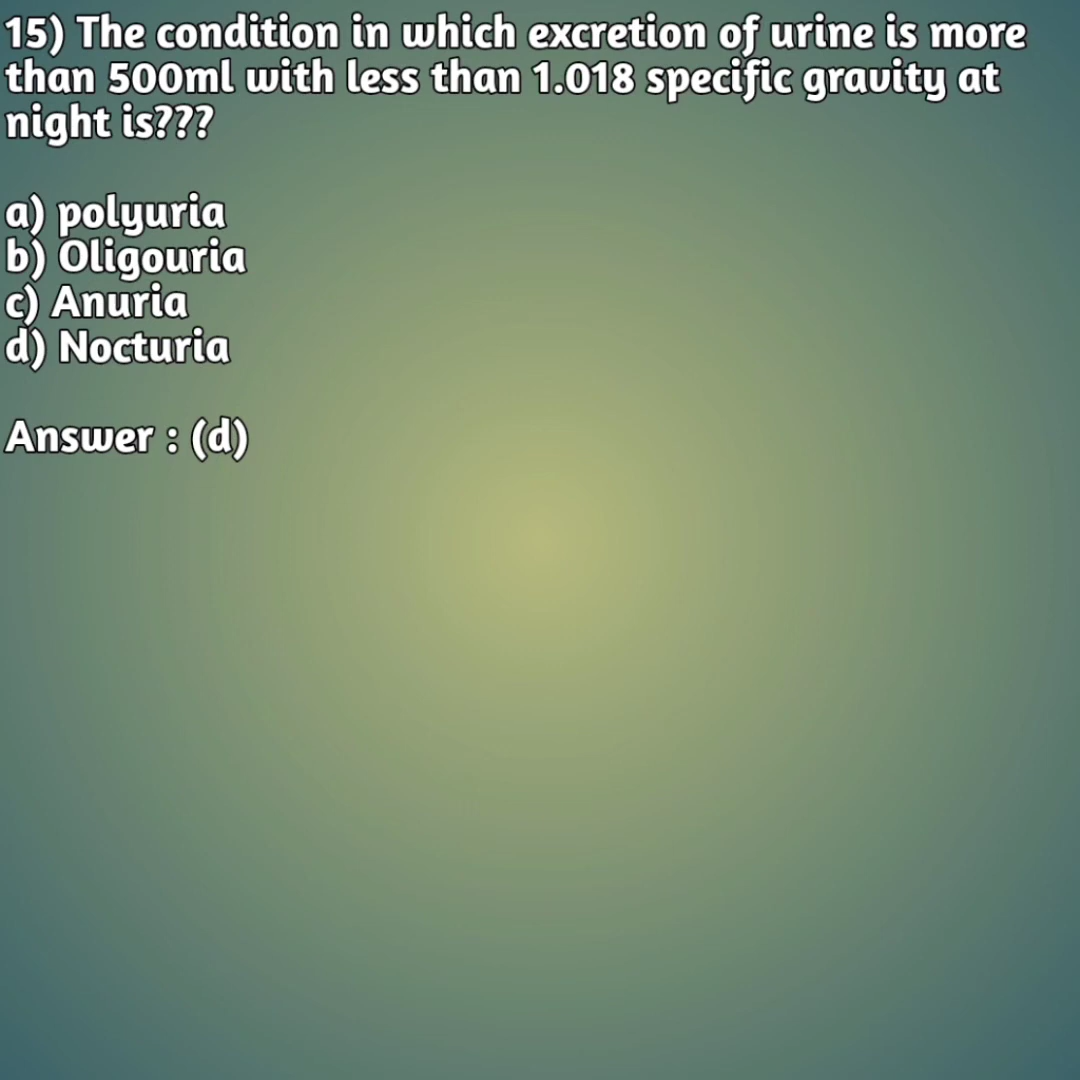 15) The condition in which excretion of urine is more
than 500ml with less than 1.018 specific gravity at
night is???
a) polyuria
b) Oligouria
c) Anuria
d) Nocturia
Answer : (d)